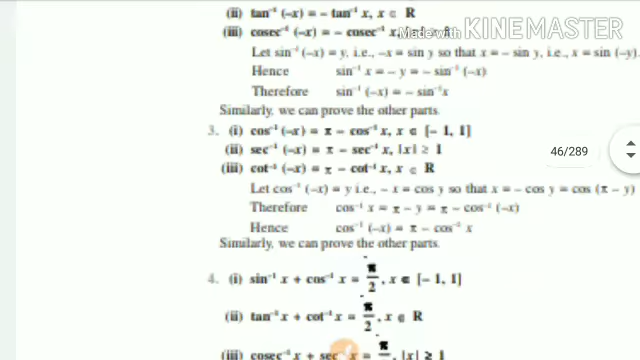 (ii) tan⁻¹ (–x) = – tan⁻¹ x, x ∈ R
(iii) cosec⁻¹ (–x) = – cosec⁻¹ x, |x| ≥ 1
Made with KINEMASTER
Let sin⁻¹ (–x) = y, i.e., –x = sin y so that x = – sin y, i.e., x = sin (–y).
Hence sin⁻¹ x = – y = – sin⁻¹ (–x)
Therefore sin⁻¹ (–x) = – sin⁻¹x
Similarly, we can prove the other parts.
3. (i) cos⁻¹ (–x) = π – cos⁻¹ x, x ∈ [– 1, 1]
(ii) sec⁻¹ (–x) = π – sec⁻¹ x, |x| ≥ 1
46/289
(iii) cot⁻¹ (–x) = π – cot⁻¹ x, x ∈ R
Let cos⁻¹ (–x) = y i.e., – x = cos y so that x = – cos y = cos (π – y)
Therefore cos⁻¹ x = π – y = π – cos⁻¹ (–x)
Hence cos⁻¹ (–x) = π – cos⁻¹ x
Similarly, we can prove the other parts.
4. (i) sin⁻¹ x + cos⁻¹ x = π/2, x ∈ [– 1, 1]
(ii) tan⁻¹ x + cot⁻¹ x = π/2, x ∈ R
(iii) cosec⁻¹ x + sec⁻¹ x = π, |x| ≥ 1